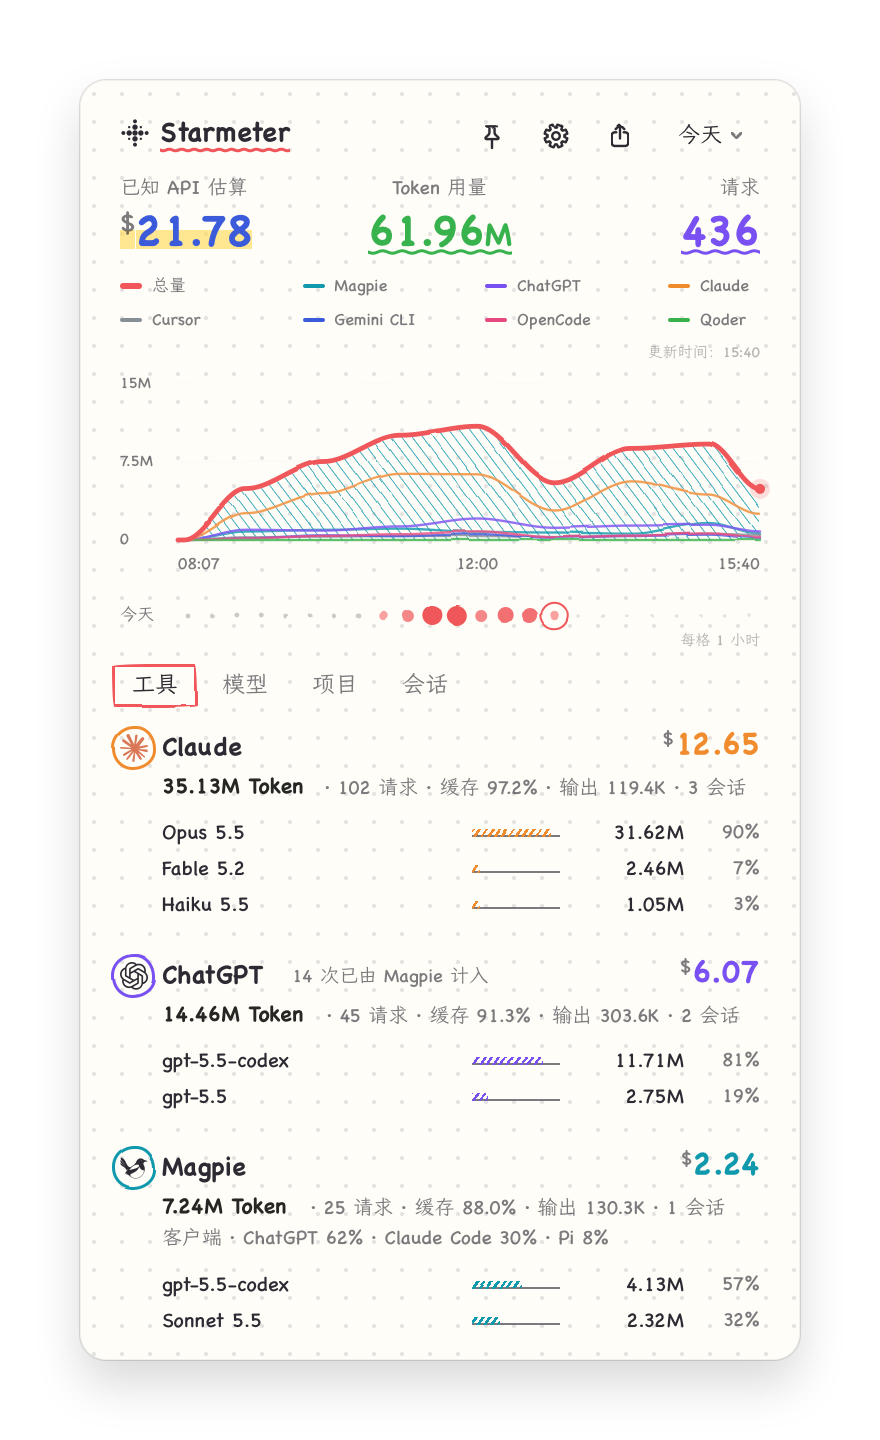 Starmeter 今天
已知 API 估算 Token 用量 请求
$21.78 61.96M 436
总量 Magpie ChatGPT Claude
Cursor Gemini CLI OpenCode Qoder
更新时间: 15:40
15M
7.5M
0
08:07 12:00 15:40
今天
每格 1 小时
工具 模型 项目 会话
Claude $12.65
35.13M Token · 102 请求 · 缓存 97.2% · 输出 119.4K · 3 会话
Opus 5.5 31.62M 90%
Fable 5.2 2.46M 7%
Haiku 5.5 1.05M 3%
ChatGPT 14 次已由 Magpie 计入 $6.07
14.46M Token · 45 请求 · 缓存 91.3% · 输出 303.6K · 2 会话
gpt-5.5-codex 11.71M 81%
gpt-5.5 2.75M 19%
Magpie $2.24
7.24M Token · 25 请求 · 缓存 88.0% · 输出 130.3K · 1 会话
客户端 · ChatGPT 62% · Claude Code 30% · Pi 8%
gpt-5.5-codex 4.13M 57%
Sonnet 5.5 2.32M 32%